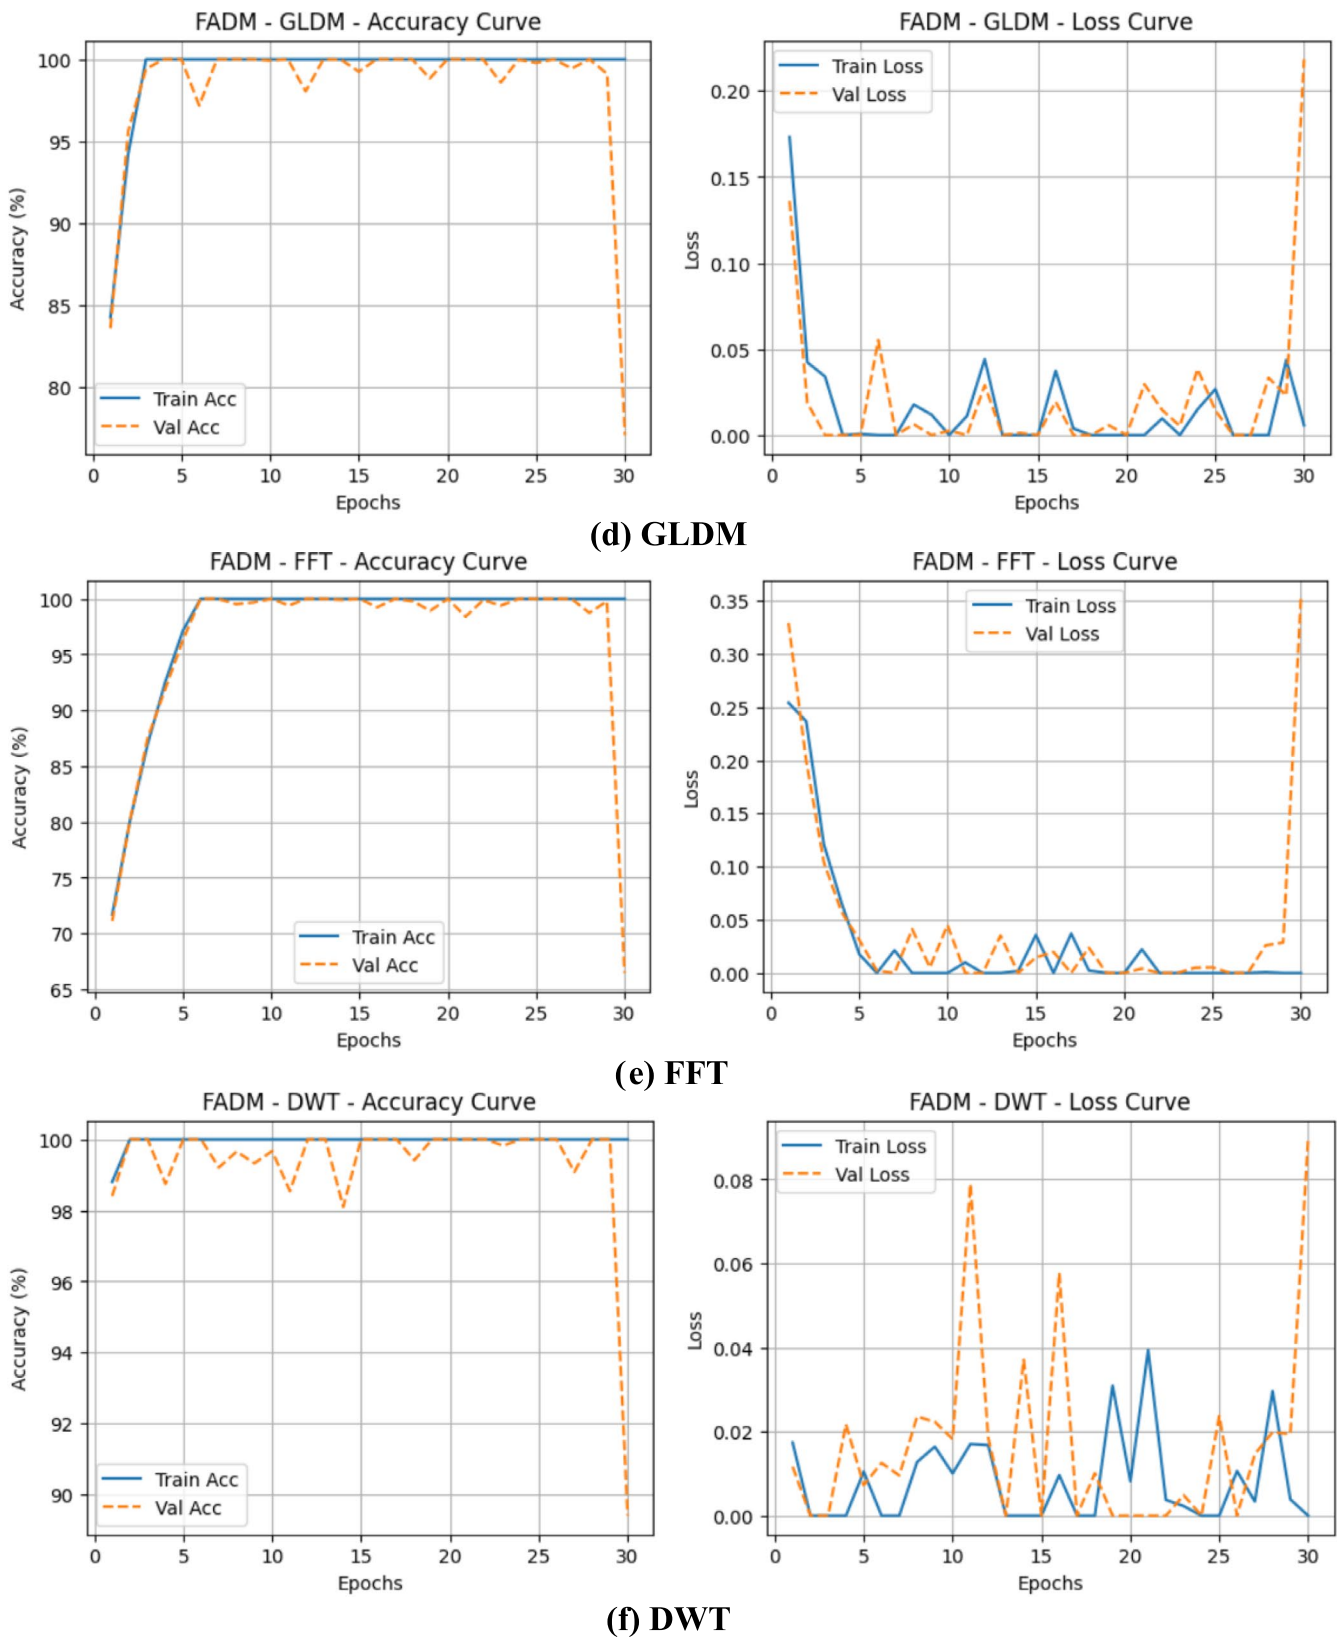 FADM - GLDM - Accuracy Curve
100
95
90
85
80
Accuracy (%)
Train Acc
Val Acc
0 5 10 15 20 25 30
Epochs
FADM - GLDM - Loss Curve
Train Loss
Val Loss
0.20
0.15
0.10
0.05
0.00
Loss
0 5 10 15 20 25 30
Epochs
(d) GLDM
FADM - FFT - Accuracy Curve
100
95
90
85
80
75
70
65
Accuracy (%)
Train Acc
Val Acc
0 5 10 15 20 25 30
Epochs
FADM - FFT - Loss Curve
0.35
0.30
0.25
0.20
0.15
0.10
0.05
0.00
Loss
Train Loss
Val Loss
0 5 10 15 20 25 30
Epochs
(e) FFT
FADM - DWT - Accuracy Curve
100
98
96
94
92
90
Accuracy (%)
Train Acc
Val Acc
0 5 10 15 20 25 30
Epochs
FADM - DWT - Loss Curve
Train Loss
Val Loss
0.08
0.06
0.04
0.02
0.00
Loss
0 5 10 15 20 25 30
Epochs
(f) DWT